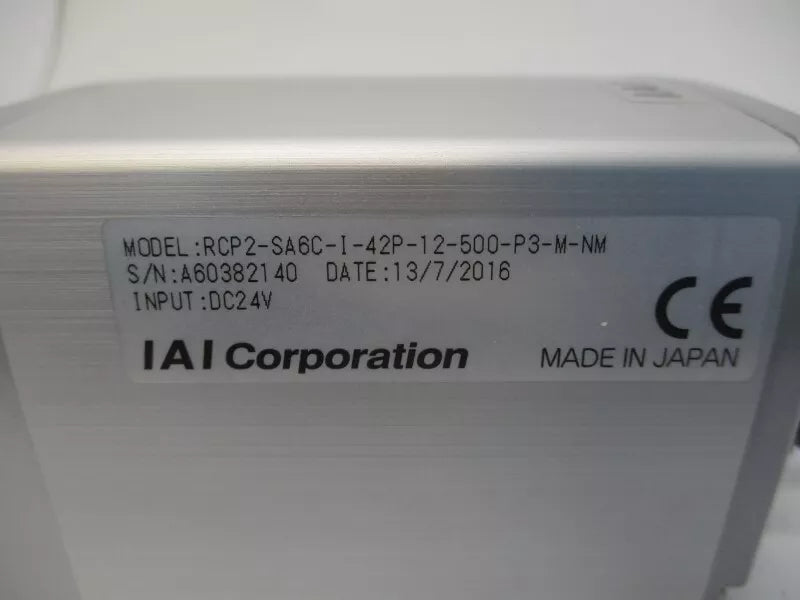 MODEL:RCP2-SA6C-I-42P-12-500-P3-M-NM
S/N:A60382140 DATE:13/7/2016
INPUT:DC24V
CE
IAI Corporation MADE IN JAPAN